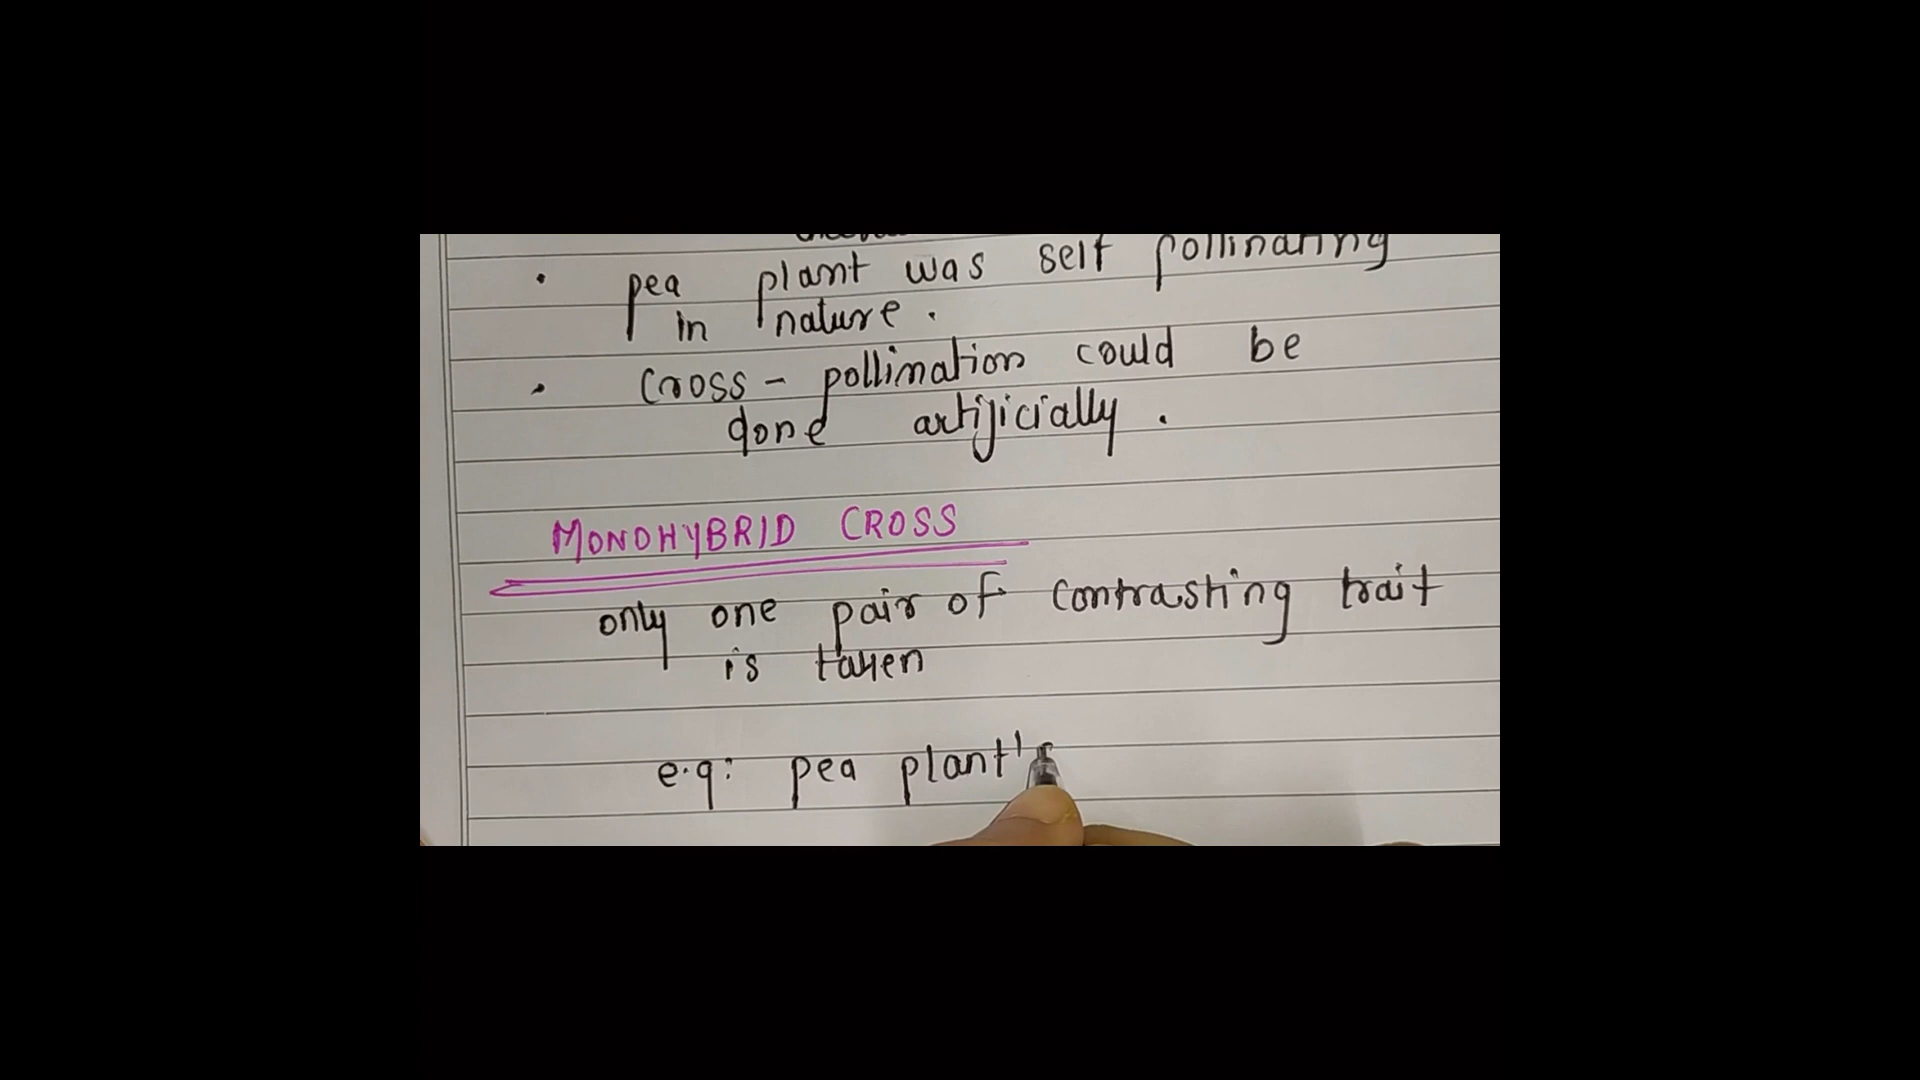 • pea plant was self pollinating
in nature.
• Cross - pollination could be
done artificially.
MONOHYBRID CROSS
only one pair of contrasting trait
is taken
e.g: pea plant's